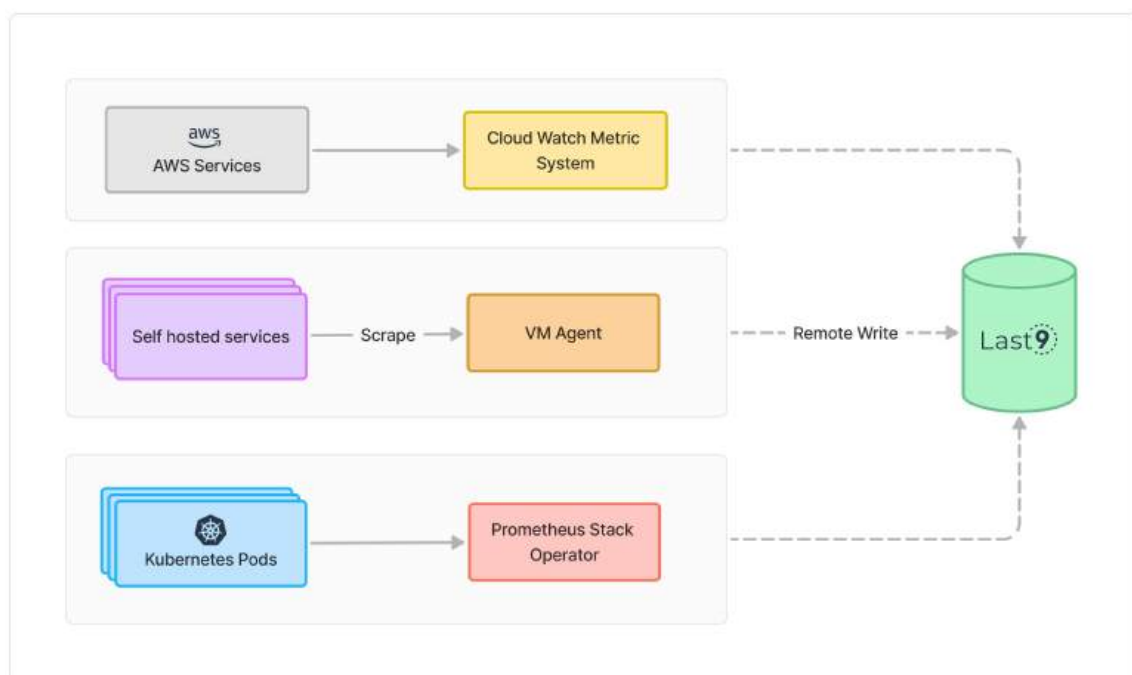 aws
AWS Services
Cloud Watch Metric
System
Self hosted services
Scrape
VM Agent
Remote Write
Last9
Kubernetes Pods
Prometheus Stack
Operator